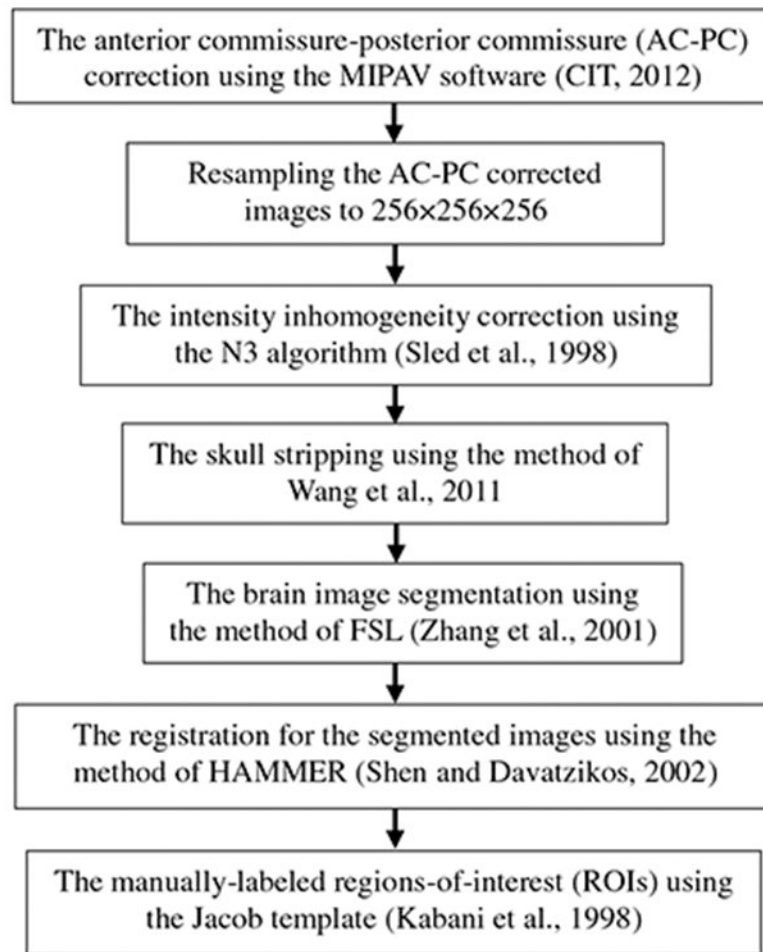 The anterior commissure-posterior commissure (AC-PC)
correction using the MIPAV software (CIT, 2012)
Resampling the AC-PC corrected
images to 256×256×256
The intensity inhomogeneity correction using
the N3 algorithm (Sled et al., 1998)
The skull stripping using the method of
Wang et al., 2011
The brain image segmentation using
the method of FSL (Zhang et al., 2001)
The registration for the segmented images using the
method of HAMMER (Shen and Davatzikos, 2002)
The manually-labeled regions-of-interest (ROIs) using
the Jacob template (Kabani et al., 1998)